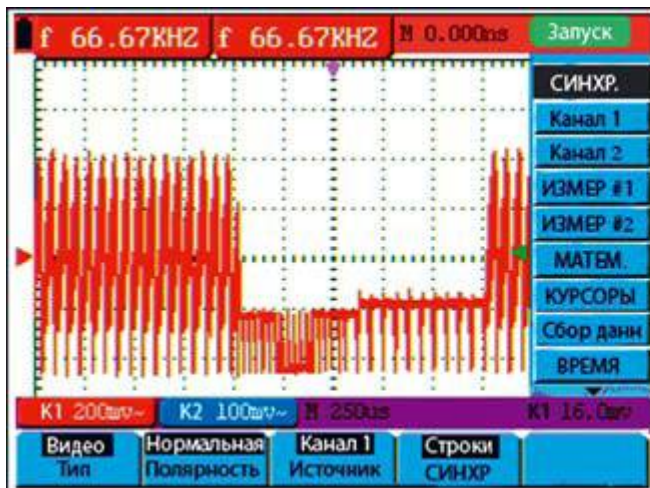 f 66.67KHZ f 66.67KHZ M 0.000ns Запуск
СИНХР.
Канал 1
Канал 2
ИЗМЕР #1
ИЗМЕР #2
МАТЕМ.
КУРСОРЫ
Сбор данн
ВРЕМЯ
K1 200mv~ K2 100mv~ M 250us K1 16.0mv
Видео Нормальная Канал 1 Строки
Тип Полярность Источник СИНХР